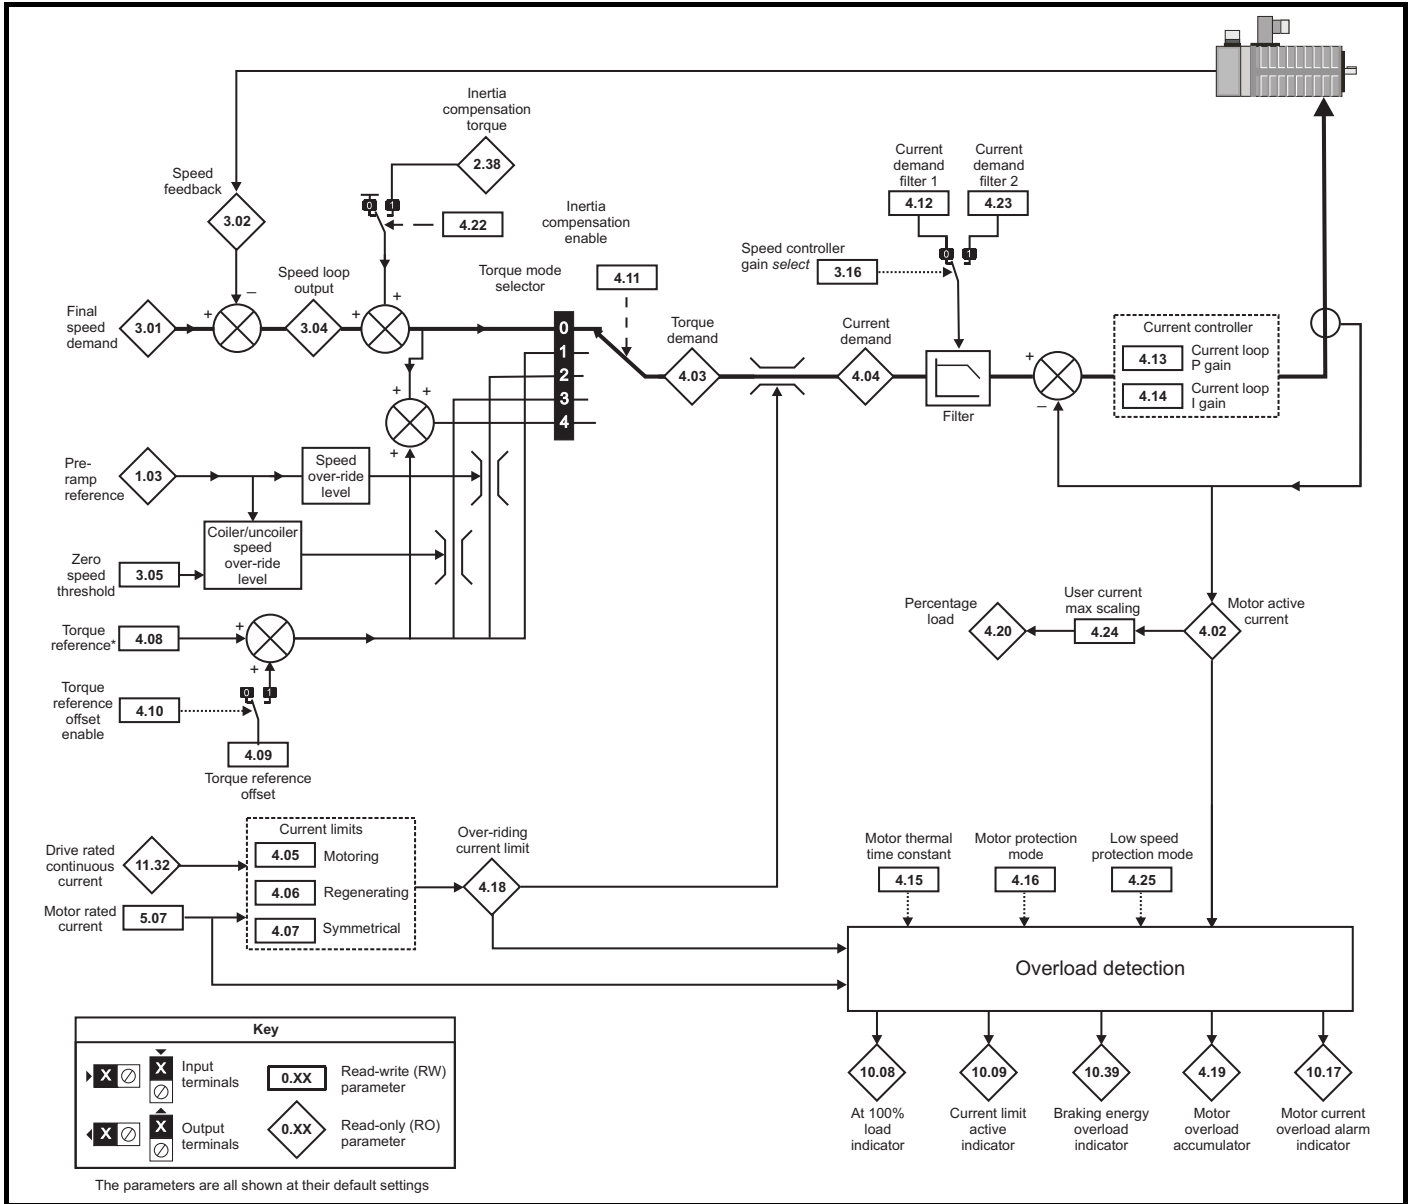 Inertia
compensation
torque
2.38
Speed
feedback
3.02
0 1
4.22
Inertia
compensation
enable
4.11
Current
demand
filter 1
4.12
Current
demand
filter 2
4.23
0 1
Speed controller
gain select
3.16
Final
speed
demand
3.01
+
–
Speed loop
output
3.04
+
+
Torque mode
selector
0
1
2
3
4
Torque
demand
4.03
Current
demand
4.04
Filter
+
–
Current controller
4.13
Current loop
P gain
4.14
Current loop
I gain
+ +
+
Pre-
ramp
reference
1.03
Speed
over-ride
level
Coiler/uncoiler
speed
over-ride
level
Zero
speed
threshold
3.05
Torque
reference*
4.08
+
+
0 1
Torque
reference
offset
enable
4.10
4.09
Torque reference
offset
Percentage
load
4.20
User current
max scaling
4.24
4.02
Motor active
current
Drive rated
continuous
current
11.32
Motor rated
current
5.07
Current limits
4.05 Motoring
4.06 Regenerating
4.07 Symmetrical
Over-riding
current limit
4.18
Motor thermal
time constant
4.15
Motor protection
mode
4.16
Low speed
protection mode
4.25
Overload detection
10.08
At 100%
load
indicator
10.09
Current limit
active
indicator
10.39
Braking energy
overload
indicator
4.19
Motor
overload
accumulator
10.17
Motor current
overload alarm
indicator
Key
X
X
Input
terminals
0.XX
Read-write (RW)
parameter
X
X
Output
terminals
0.XX
Read-only (RO)
parameter
The parameters are all shown at their default settings